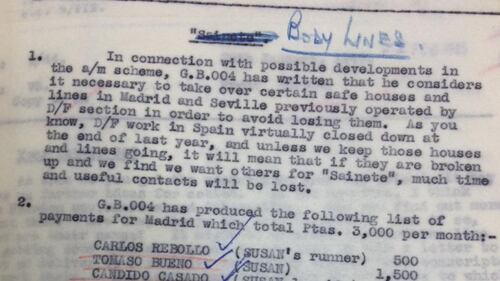 "Sainete" BODY LINES.
1. In connection with possible developments in
the a/m scheme, G.B.004 has written that he considers
it necessary to take over certain safe houses and
lines in Madrid and Seville previously operated by
D/F section in order to avoid losing them. As you
know, D/F work in Spain virtually closed down at
the end of last year, and unless we keep those houses
and lines going, it will mean that if they are broken
up and we find we want others for "Sainete", much time
and useful contacts will be lost.
2. G.B.004 has produced the following list of
payments for Madrid which total Ptas. 3,000 per month:-
CARLOS REBOLLO (SUSAN's runner) 500
TOMASO BUENO (SUSAN) 1,500
CANDIDO CASADO